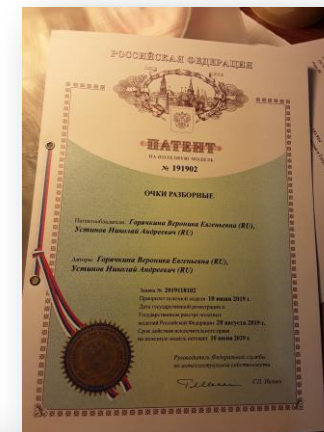 РОССИЙСКАЯ ФЕДЕРАЦИЯ
ПАТЕНТ
НА ПОЛЕЗНУЮ МОДЕЛЬ
№ 191902
ОЧКИ РАЗБОРНЫЕ
Патентообладатели: Горячкина Вероника Евгеньевна (RU),
Устинов Николай Андреевич (RU)
Авторы: Горячкина Вероника Евгеньевна (RU),
Устинов Николай Андреевич (RU)
Заявка № 2019118102
Приоритет полезной модели 10 июня 2019 г.
Дата государственной регистрации в
Государственном реестре полезных
моделей Российской Федерации 28 августа 2019 г.
Срок действия исключительного права
на полезную модель истекает 10 июня 2029 г.
Руководитель Федеральной службы
по интеллектуальной собственности
Г.П. Ивлиев